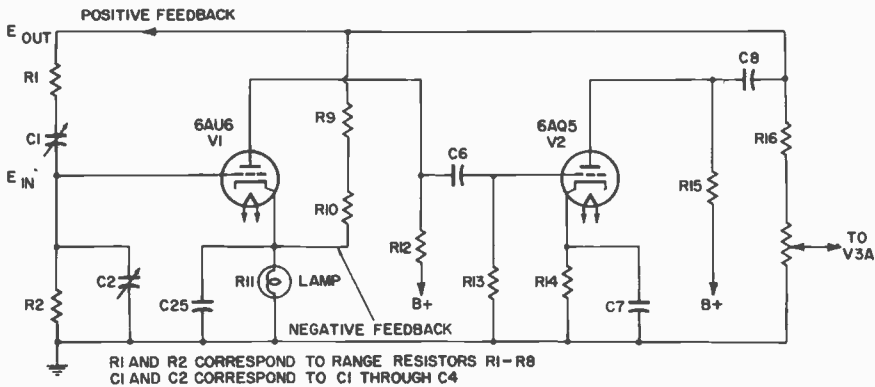 POSITIVE FEEDBACK
E OUT
R1
C1
E IN
R2
C2
C25
6AU6
V1
R9
R10
R11
LAMP
NEGATIVE FEEDBACK
R12
B+
C6
R13
6AQ5
V2
R14
C7
R15
B+
C8
R16
TO
V3A
R1 AND R2 CORRESPOND TO RANGE RESISTORS R1-R8
C1 AND C2 CORRESPOND TO C1 THROUGH C4